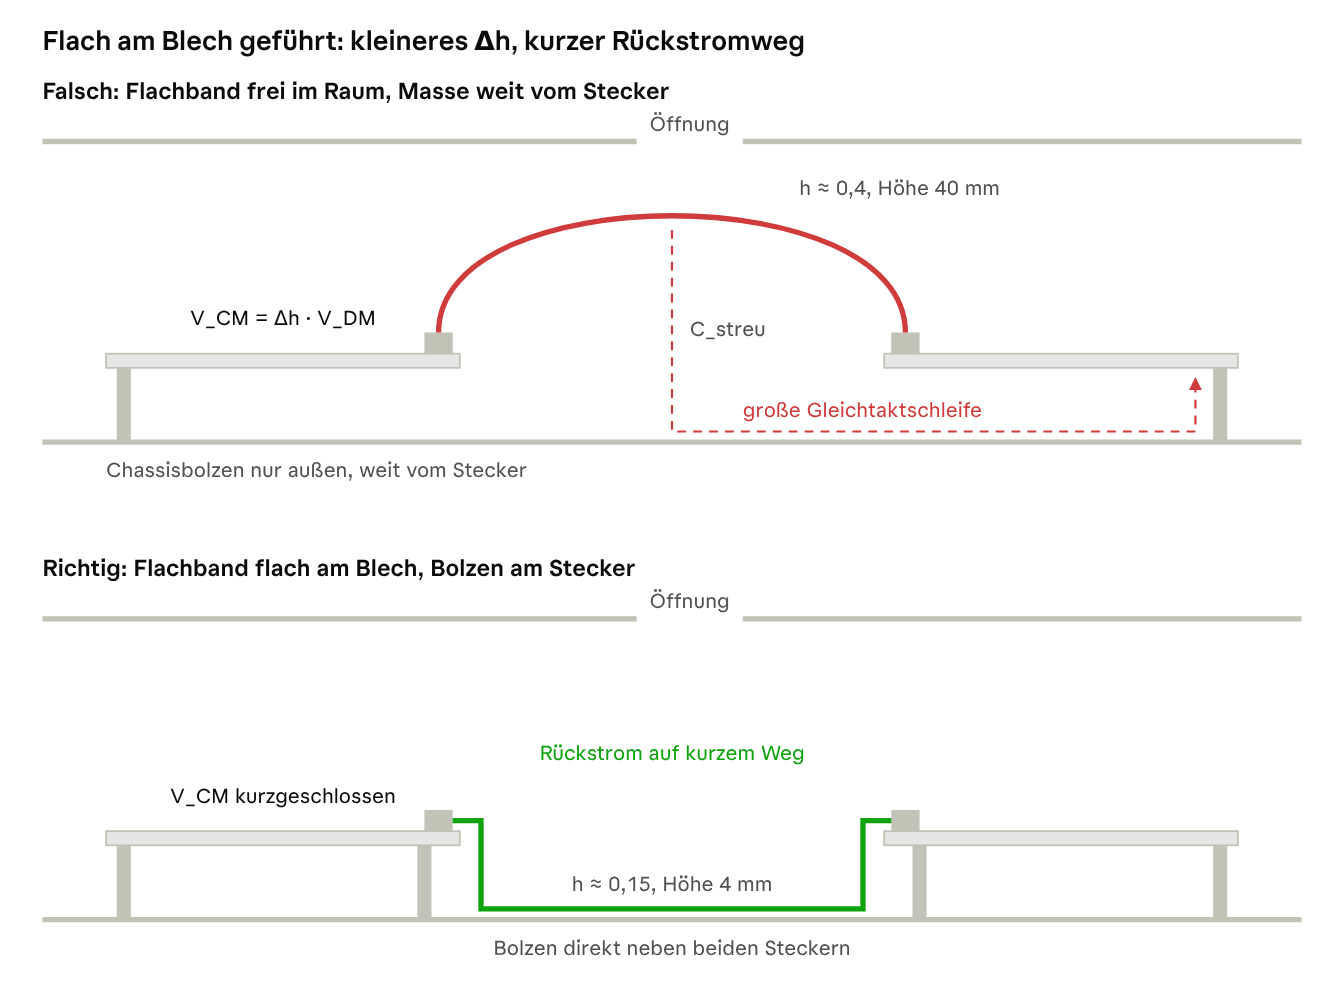 Flach am Blech geführt: kleineres Δh, kurzer Rückstromweg
Falsch: Flachband frei im Raum, Masse weit vom Stecker
Öffnung
h ≈ 0,4, Höhe 40 mm
V_CM = Δh · V_DM
C_streu
große Gleichtaktschleife
Chassisbolzen nur außen, weit vom Stecker
Richtig: Flachband flach am Blech, Bolzen am Stecker
Öffnung
Rückstrom auf kurzem Weg
V_CM kurzgeschlossen
h ≈ 0,15, Höhe 4 mm
Bolzen direkt neben beiden Steckern